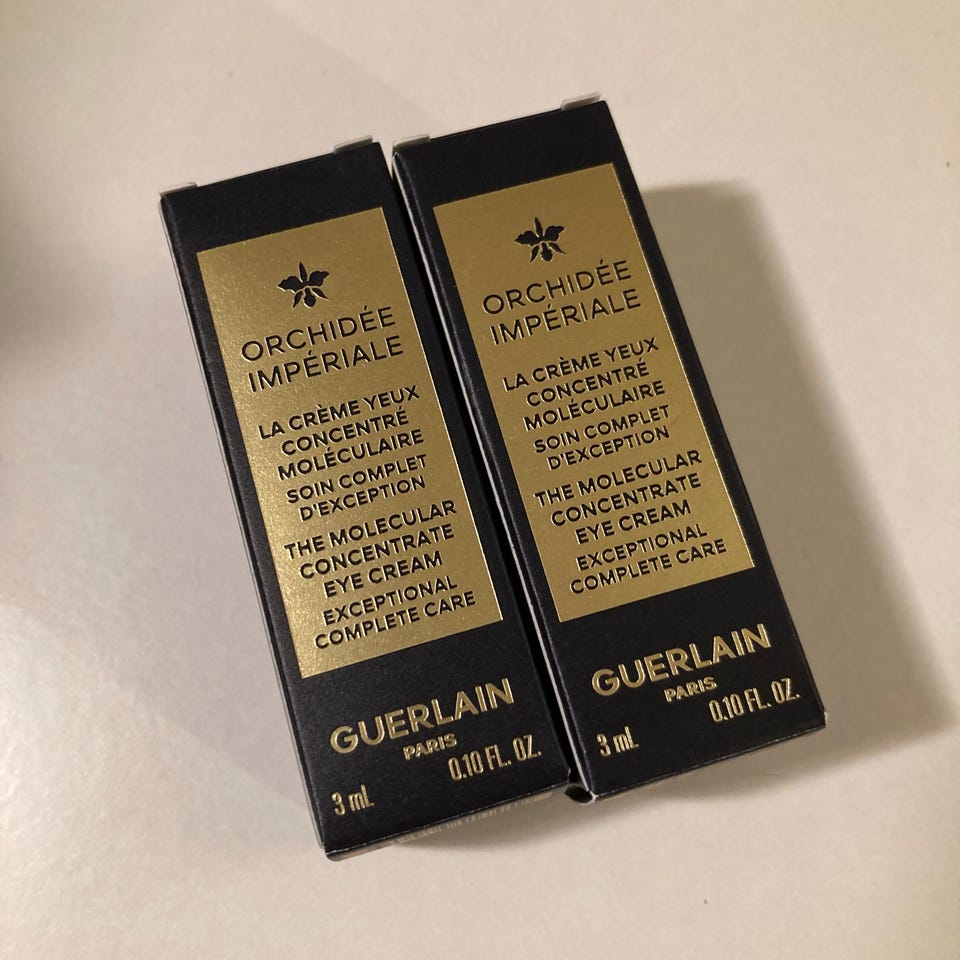 ORCHIDÉE
IMPÉRIALE
LA CRÈME YEUX
CONCENTRÉ
MOLÉCULAIRE
SOIN COMPLET
D'EXCEPTION
THE MOLECULAR
CONCENTRATE
EYE CREAM
EXCEPTIONAL
COMPLETE CARE
GUERLAIN
PARIS
3 mL 0.10 FL. OZ.
ORCHIDÉE
IMPÉRIALE
LA CRÈME YEUX
CONCENTRÉ
MOLÉCULAIRE
SOIN COMPLET
D'EXCEPTION
THE MOLECULAR
CONCENTRATE
EYE CREAM
EXCEPTIONAL
COMPLETE CARE
GUERLAIN
PARIS
3 mL 0.10 FL. OZ.